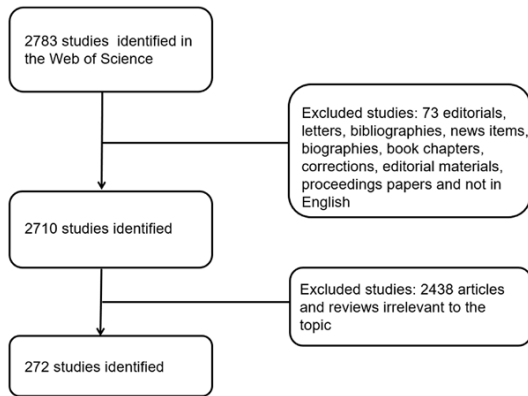 2783 studies identified in
the Web of Science
Excluded studies: 73 editorials,
letters, bibliographies, news items,
biographies, book chapters,
corrections, editorial materials,
proceedings papers and not in
English
2710 studies identified
Excluded studies: 2438 articles
and reviews irrelevant to the
topic
272 studies identified